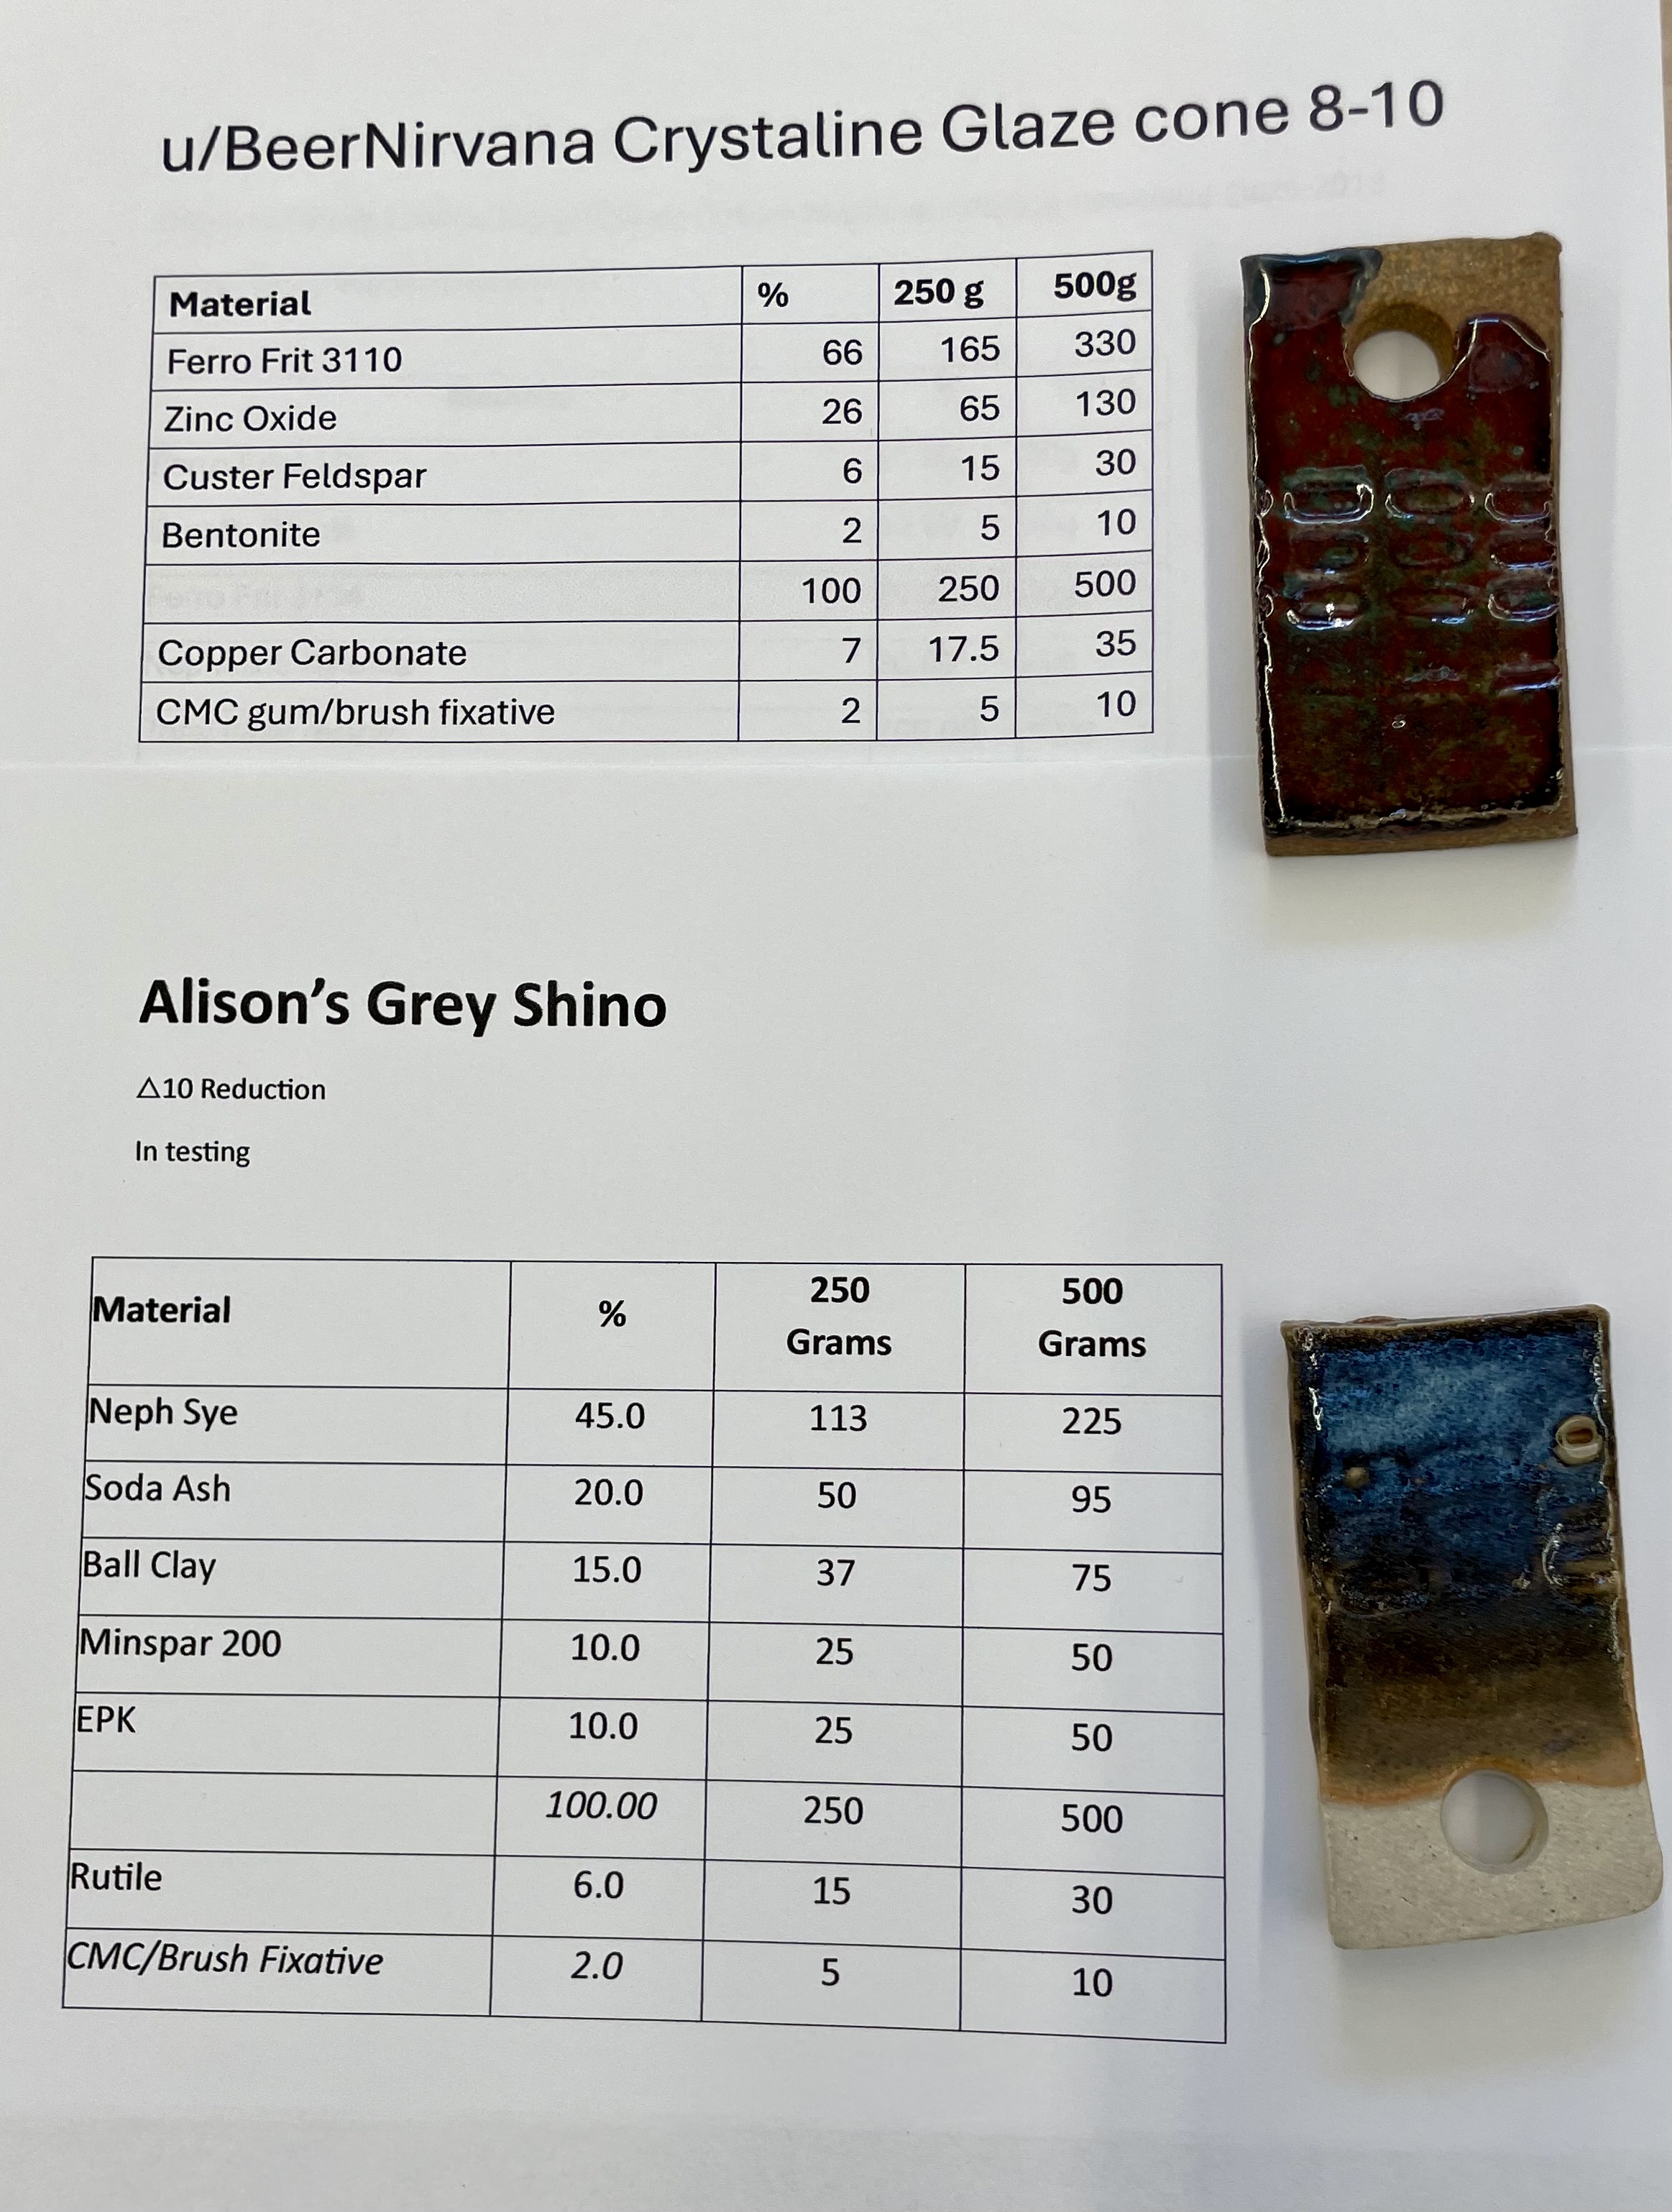 u/BeerNirvana Crystaline Glaze cone 8-10
Material % 250 g 500g
Ferro Frit 3110 66 165 330
Zinc Oxide 26 65 130
Custer Feldspar 6 15 30
Bentonite 2 5 10
100 250 500
Copper Carbonate 7 17.5 35
CMC gum/brush fixative 2 5 10
Alison’s Grey Shino
△10 Reduction
In testing
Material % 250 Grams 500 Grams
Neph Sye 45.0 113 225
Soda Ash 20.0 50 95
Ball Clay 15.0 37 75
Minspar 200 10.0 25 50
EPK 10.0 25 50
100.00 250 500
Rutile 6.0 15 30
CMC/Brush Fixative 2.0 5 10